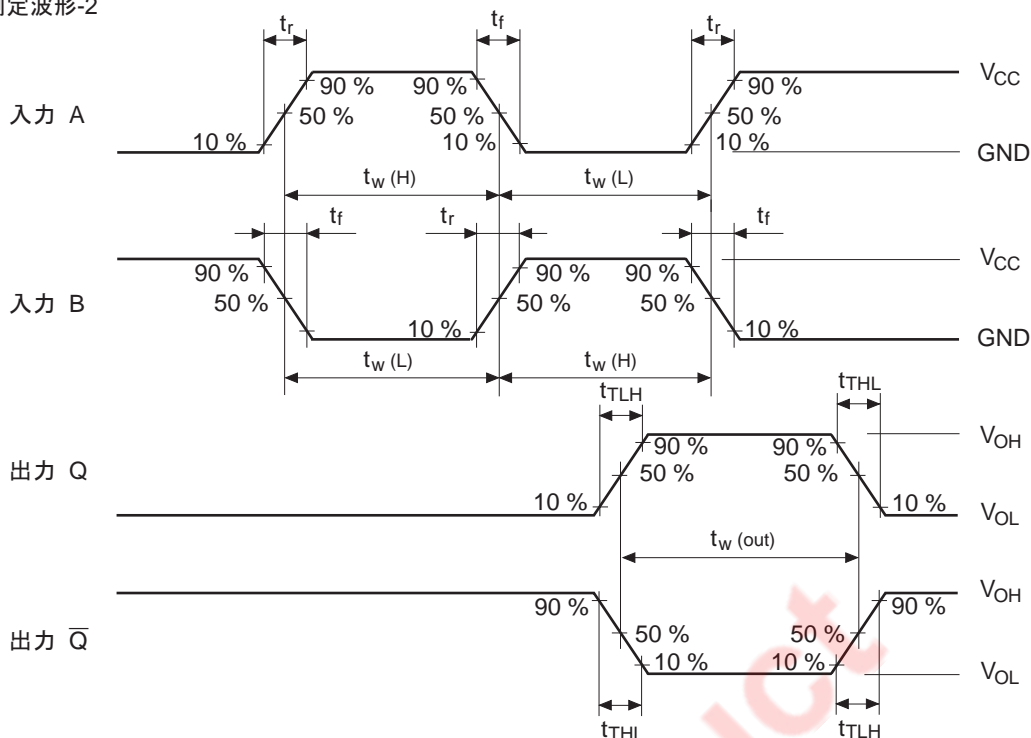 定波形-2
tr tf tr
90 % 90 % 90 % VCC
入力 A 50 % 50 % 50 %
10 % 10 % 10 % GND
tw (H) tw (L)
tf tr tf
VCC
90 % 90 % 90 %
入力 B 50 % 50 % 50 %
10 % 10 % GND
tw (L) tw (H)
tTLH tTHL
90 % 90 % VOH
出力 Q 50 % 50 %
10 % 10 % VOL
tw (out)
90 % 90 % VOH
出力 Q̅ 50 % 50 %
10 % 10 % VOL
tTHL tTLH